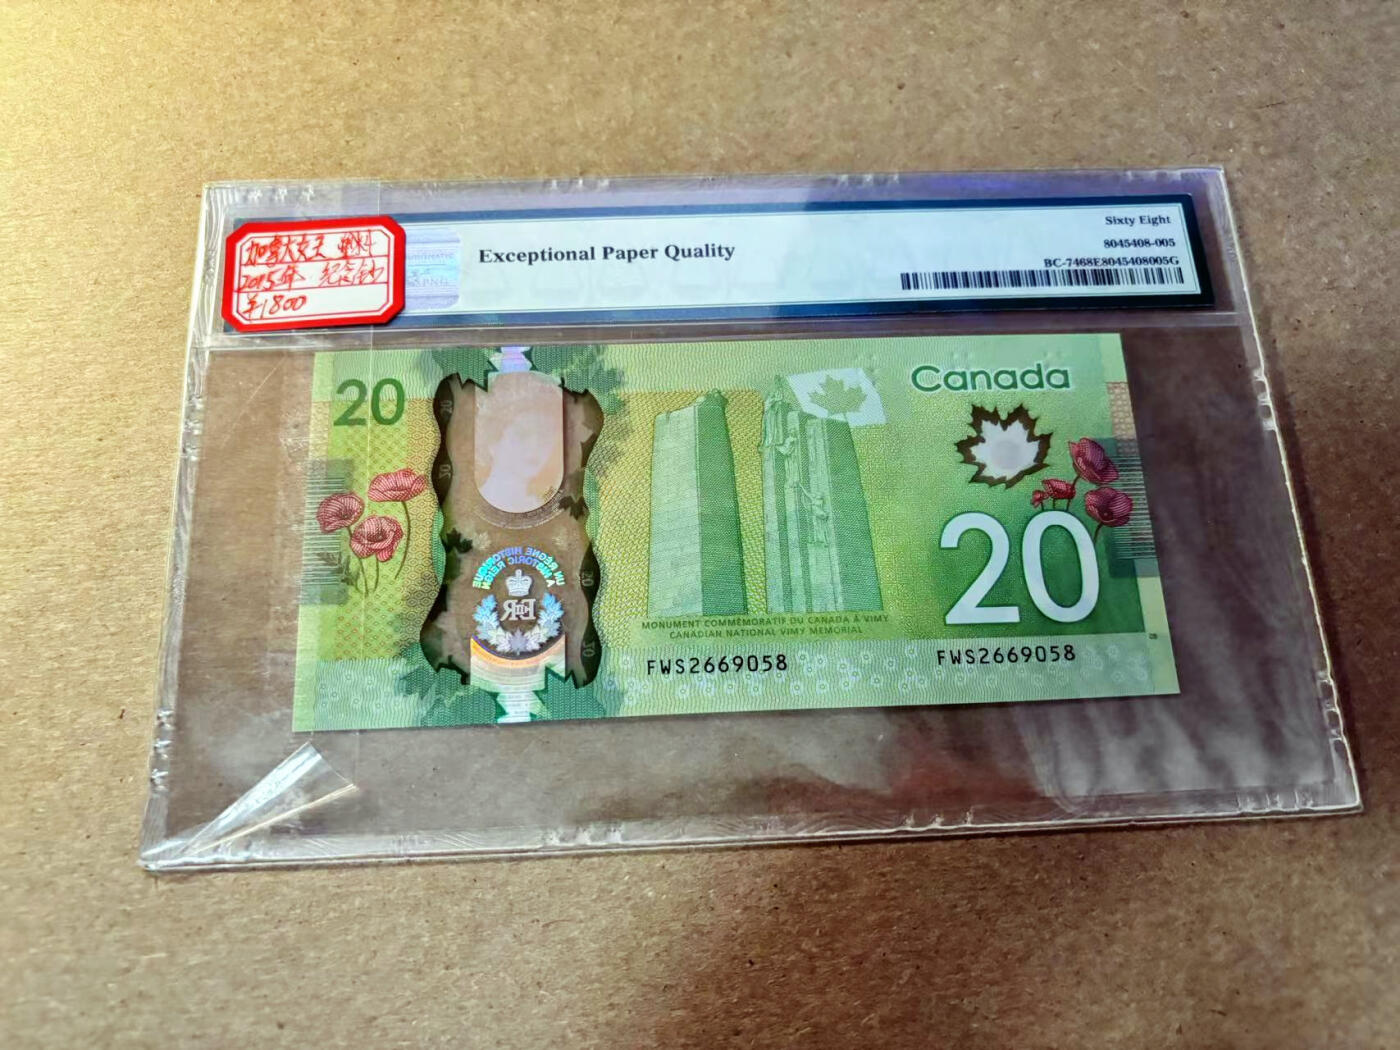 加拿大女王 塑料
2015年 纪念钞
¥1800
Exceptional Paper Quality
Sixty Eight
8045408-005
BC-7468E8045408005G
20
Canada
UN RÈGNE HISTORIQUE
A HISTORIC REIGN
EIIR
20
MONUMENT COMMÉMORATIF DU CANADA À VIMY
CANADIAN NATIONAL VIMY MEMORIAL
FWS2669058
FWS2669058